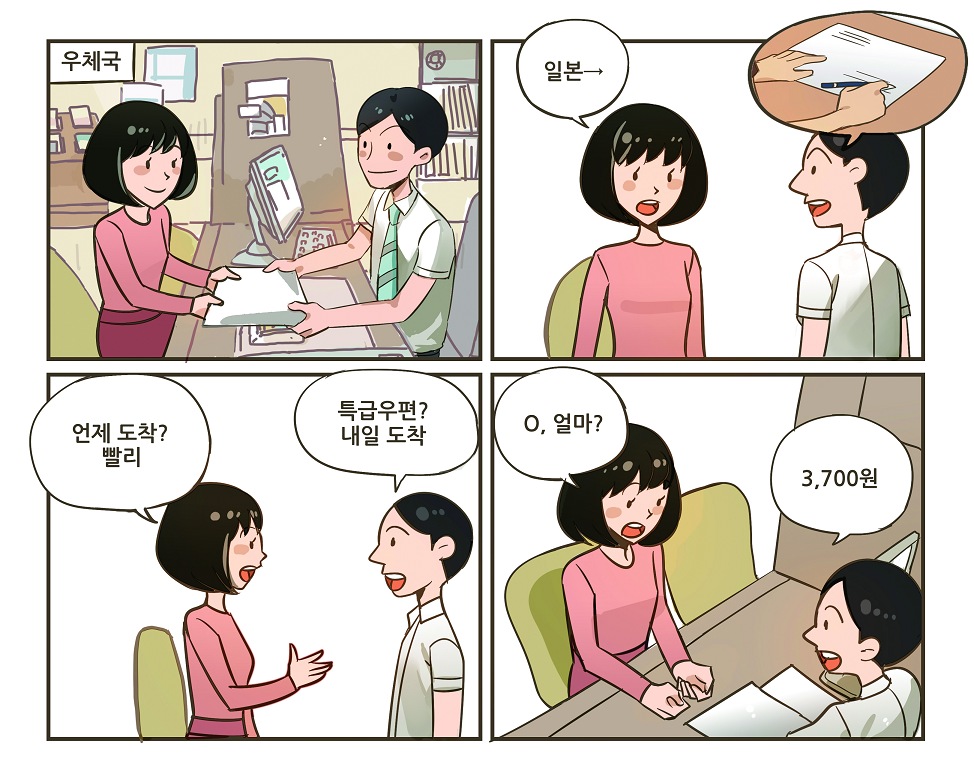 우체국
일본→
언제 도착?
빨리
특급우편?
내일 도착
O, 얼마?
3,700원